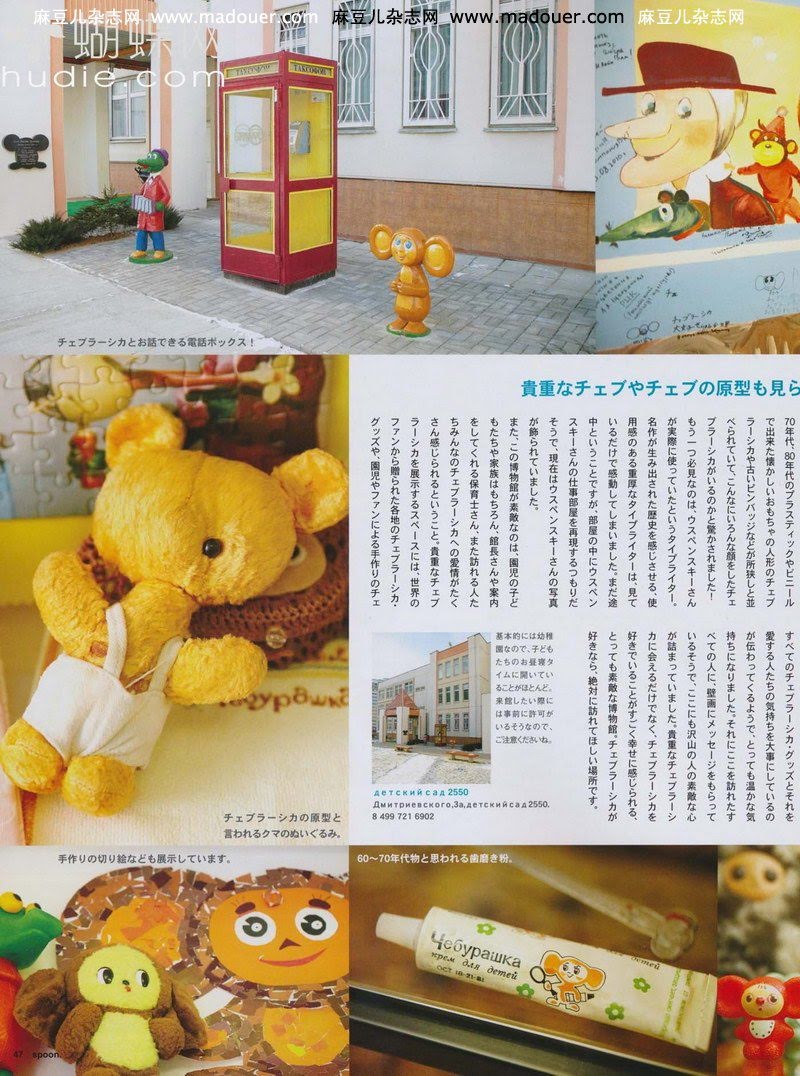 麻豆儿杂志网 www.madouer.com 麻豆儿杂志网 www.madouer.com 麻豆儿杂志网
蝴蝶网
hudie.com
ТАКСОФОН
ТАКСОФОН
チェブラーシカとお話できる電話ボックス！
貴重なチェブやチェブの原型も見ら
70年代、80年代のプラスティックやビニール
で出来た懐かしいおもちゃの人形のチェブ
ラーシカや古いピンバッジなどが所狭しと並
べられていて、こんなにいろんな顔をしたチェ
ブラーシカがいるのかと驚かされました！
もう一つ必見なのは、ウスペンスキーさん
が実際に使っていたというタイプライター。
名作が生み出された歴史を感じさせる、使
用感のある重厚なタイプライターは、見て
いるだけで感動してしまいました。まだ途
中ということですが、部屋の中にウスペン
スキーさんの仕事部屋を再現するつもりだ
そうで、現在はウスペンスキーさんの写真
が飾られていました。
また、この博物館が素敵なのは、園児の子ど
もたちや家族はもちろん、館長さんや案内
をしてくれる保育士さん、また訪れる人た
ちみんなのチェブラーシカへの愛情がたく
さん感じられるということ。貴重なチェブ
ラーシカを展示するスペースには、世界の
ファンから贈られた各地のチェブラーシカ・
グッズや、園児やファンによる手作りのチェ
すべてのチェブラーシカ・グッズとそれを
愛する人たちの気持ちを大事にしているの
が伝わってくるようで、とっても温かな気
持ちになりました。それにここを訪れたす
べての人に、壁画にメッセージをもらって
いるそうで、ここにも沢山の人の素敵な心
が詰まっていました。貴重なチェブラーシ
カに会えるだけでなく、チェブラーシカを
好きでいることがすごく幸せに感じられる、
とっても素敵な博物館。チェブラーシカが
好きなら、絶対に訪れてほしい場所です。
基本的には幼稚
園なので、子ども
たちのお昼寝タ
イムに開いてい
ることがほとんど。
来館したい際に
は事前に許可が
いるそうなので、
ご注意くださいね。
детский сад 2550
Дмитриевского,3а,детский сад 2550.
8 499 721 6902
チェブラーシカの原型と
言われるクマのぬいぐるみ。
手作りの切り絵なども展示しています。
60〜70年代物と思われる歯磨き粉。
Чебурашка
крем для детей
ОСТ 18-21-81
47 spoon.